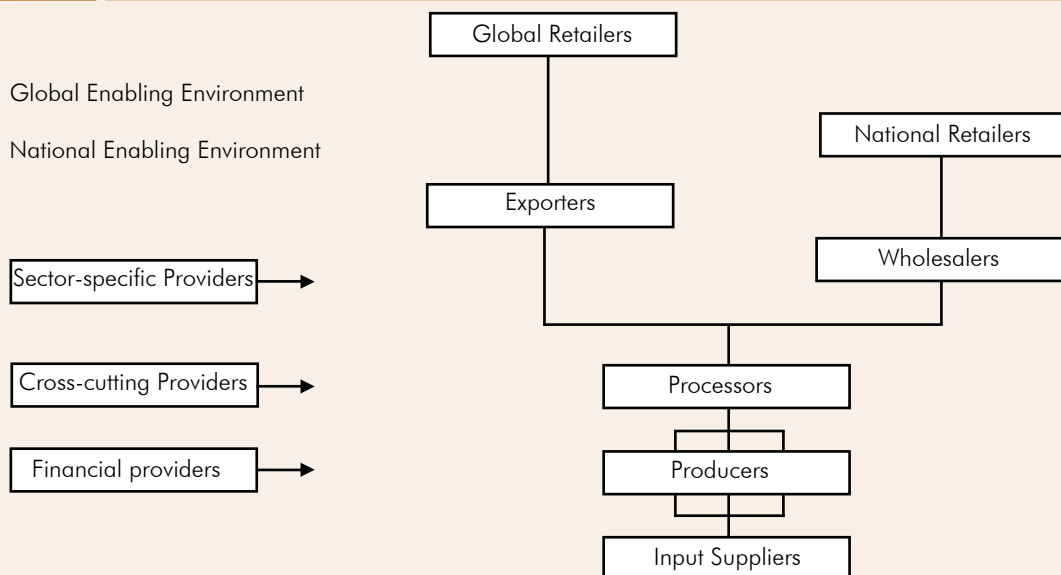 Global Retailers
Global Enabling Environment
National Retailers
National Enabling Environment
Exporters
Wholesalers
Sector-specific Providers
Cross-cutting Providers
Processors
Financial providers
Producers
Input Suppliers